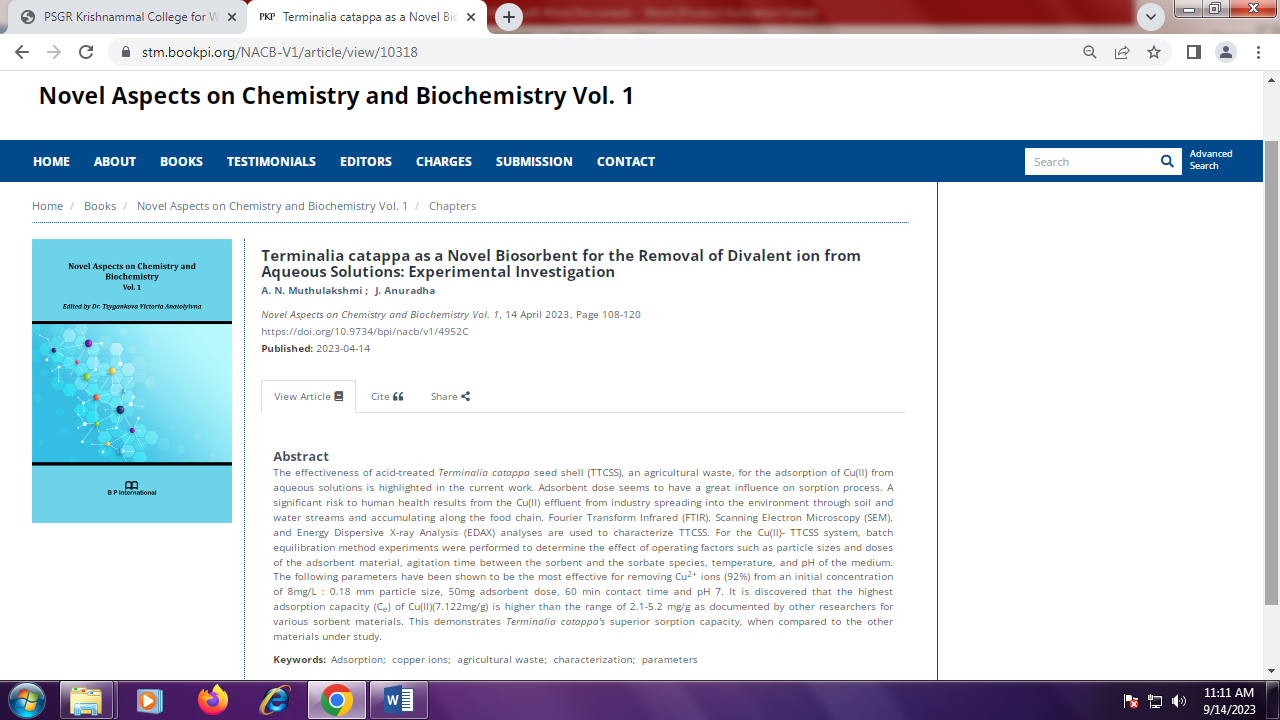 PSGR Krishnammal College for W
PKP Terminalia catappa as a Novel Bio
stm.bookpi.org/NACB-V1/article/view/10318
Novel Aspects on Chemistry and Biochemistry Vol. 1
HOME ABOUT BOOKS TESTIMONIALS EDITORS CHARGES SUBMISSION CONTACT Search Advanced Search
Home / Books / Novel Aspects on Chemistry and Biochemistry Vol. 1 / Chapters
Novel Aspects on Chemistry and
Biochemistry
Vol. 1
Edited by Dr. Tsygankova Victoria Anatolyivna
B P International
Terminalia catappa as a Novel Biosorbent for the Removal of Divalent ion from
Aqueous Solutions: Experimental Investigation
A. N. Muthulakshmi ; J. Anuradha
Novel Aspects on Chemistry and Biochemistry Vol. 1, 14 April 2023, Page 108-120
https://doi.org/10.9734/bpi/nacb/v1/4952C
Published: 2023-04-14
View Article Cite Share
Abstract
The effectiveness of acid-treated Terminalia catappa seed shell (TTCSS), an agricultural waste, for the adsorption of Cu(II) from
aqueous solutions is highlighted in the current work. Adsorbent dose seems to have a great influence on sorption process. A
significant risk to human health results from the Cu(II) effluent from industry spreading into the environment through soil and
water streams and accumulating along the food chain. Fourier Transform Infrared (FTIR), Scanning Electron Microscopy (SEM),
and Energy Dispersive X-ray Analysis (EDAX) analyses are used to characterize TTCSS. For the Cu(II)- TTCSS system, batch
equilibration method experiments were performed to determine the effect of operating factors such as particle sizes and doses
of the adsorbent material, agitation time between the sorbent and the sorbate species, temperature, and pH of the medium.
The following parameters have been shown to be the most effective for removing Cu2+ ions (92%) from an initial concentration
of 8mg/L : 0.18 mm particle size, 50mg adsorbent dose, 60 min contact time and pH 7. It is discovered that the highest
adsorption capacity (Ce) of Cu(II)(7.122mg/g) is higher than the range of 2.1-5.2 mg/g as documented by other researchers for
various sorbent materials. This demonstrates Terminalia catappa's superior sorption capacity, when compared to the other
materials under study.
Keywords: Adsorption; copper ions; agricultural waste; characterization; parameters
11:11 AM
9/14/2023